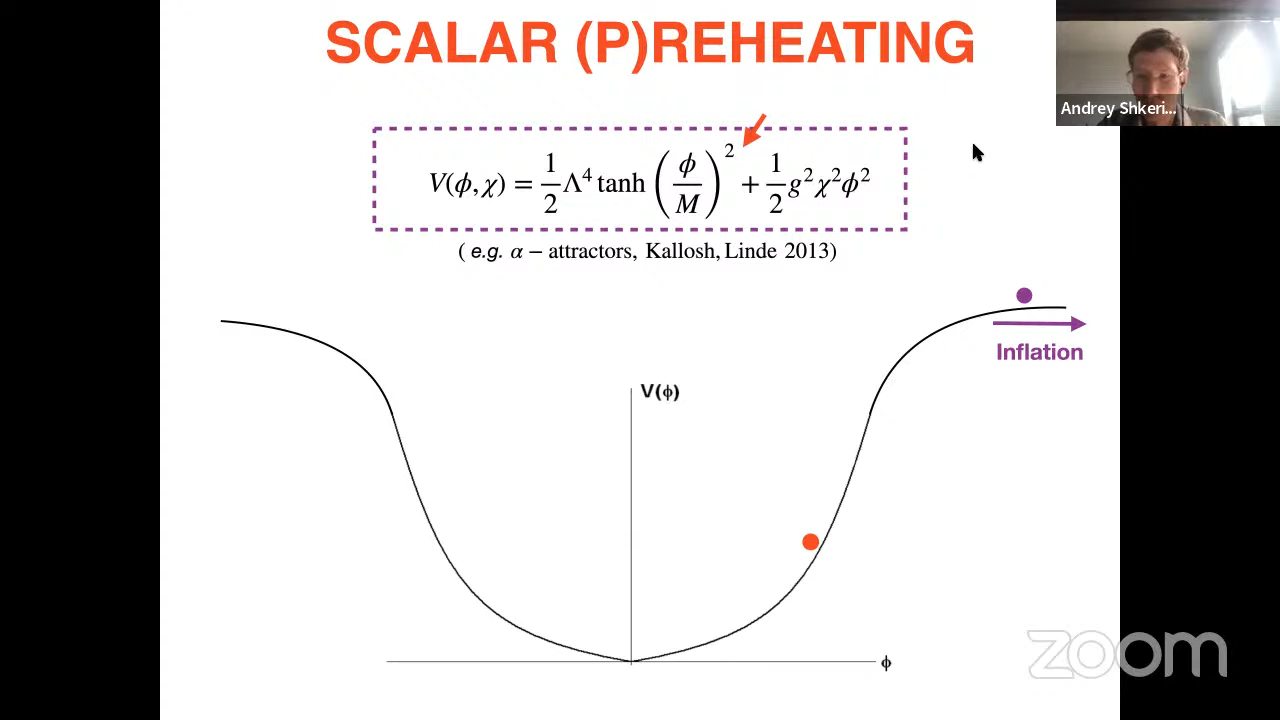 SCALAR (P)REHEATING
Andrey Shkeri...
V(ϕ, χ) = 1/2 Λ⁴ tanh (ϕ/M)² + 1/2 g²χ²ϕ²
( e.g. α − attractors, Kallosh, Linde 2013)
Inflation
V(ϕ)
ϕ
zoom